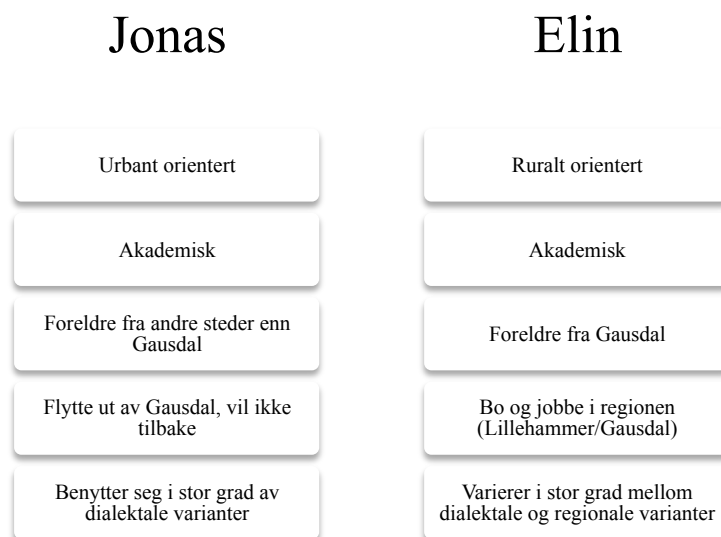 Jonas
Elin
Urbant orientert
Ruralt orientert
Akademisk
Akademisk
Foreldre fra andre steder enn
Gausdal
Foreldre fra Gausdal
Flytte ut av Gausdal, vil ikke
tilbake
Bo og jobbe i regionen
(Lillehammer/Gausdal)
Benytter seg i stor grad av
dialektale varianter
Varierer i stor grad mellom
dialektale og regionale varianter